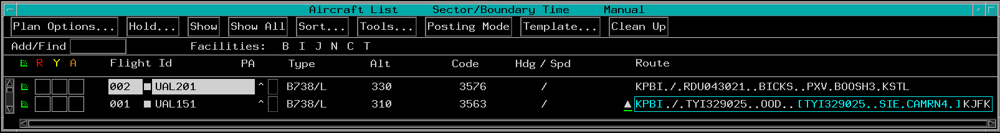 Aircraft List Sector/Boundary Time Manual
Plan Options... Hold... Show Show All Sort... Tools... Posting Mode Template... Clean Up
Add/Find Facilities: B I J N C T
R Y A Flight Id PA Type Alt Code Hdg / Spd Route
002 UAL201 ^ B738/L 330 3576 / KPBI./.RDU043021..BICKS..PXV.BOOSH3.KSTL
001 UAL151 ^ B738/L 310 3563 / KPBI./.TYI329025..OOD..[TYI329025..SIE.CAMRN4.]KJFK